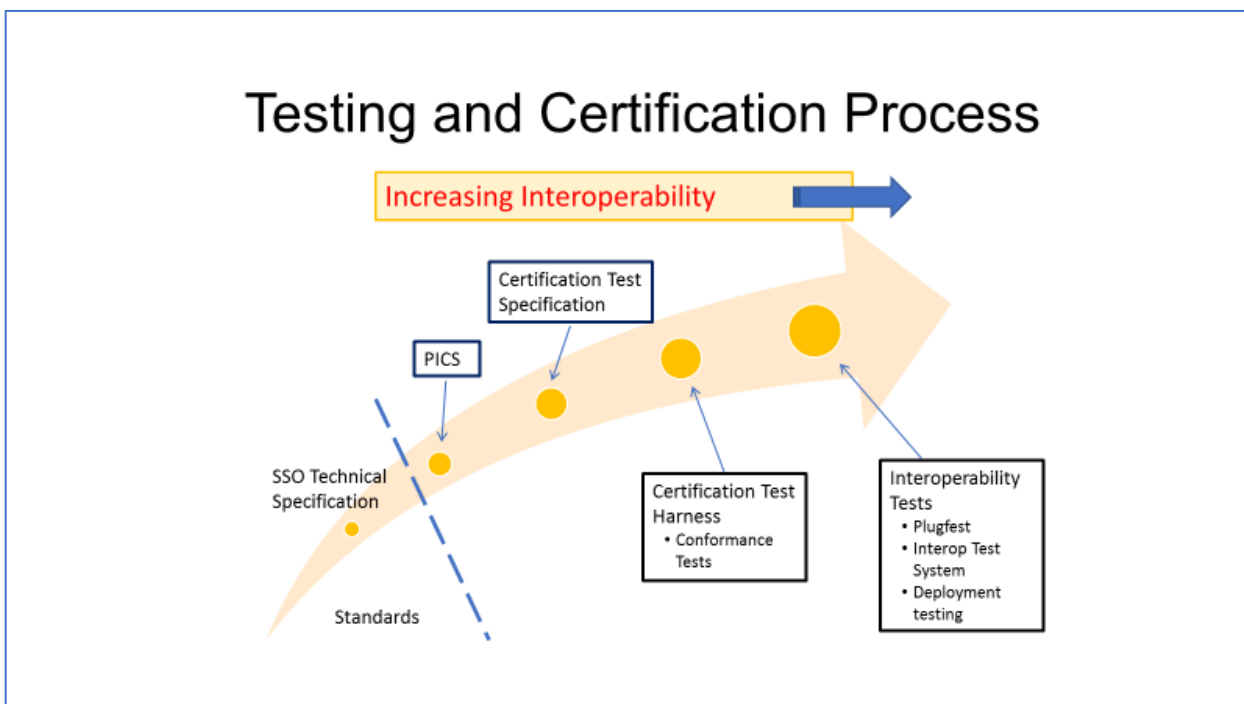 Testing and Certification Process
Increasing Interoperability
Certification Test
Specification
PICS
SSO Technical
Specification
Standards
Certification Test
Harness
• Conformance
Tests
Interoperability
Tests
• Plugfest
• Interop Test
System
• Deployment
testing